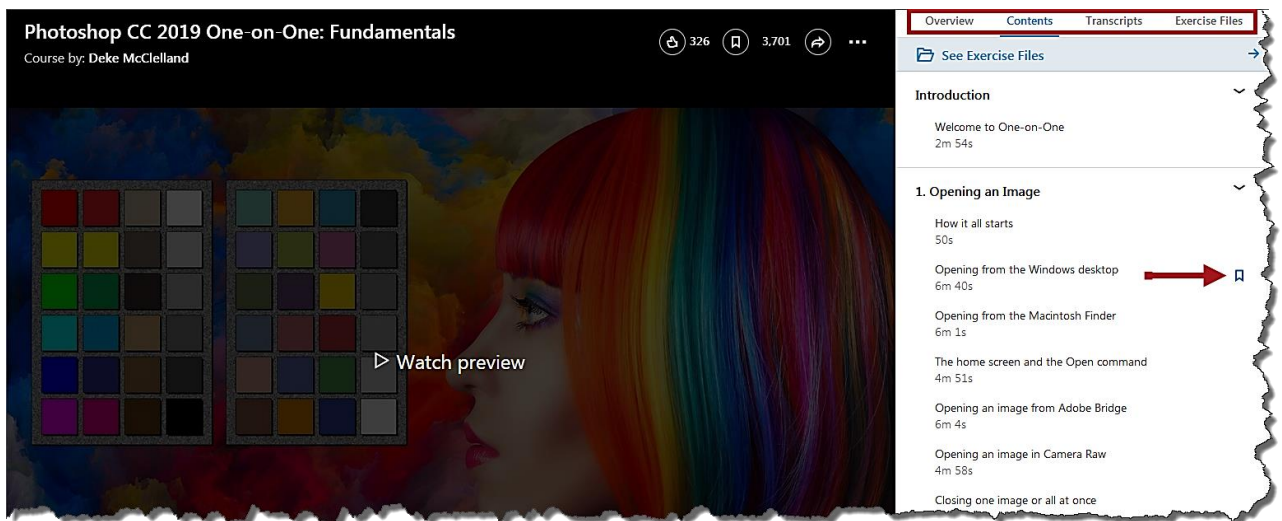 Photoshop CC 2019 One-on-One: Fundamentals
Course by: Deke McClelland
326
3,701
Watch preview
Overview Contents Transcripts Exercise Files
See Exercise Files
Introduction
Welcome to One-on-One
2m 54s
1. Opening an Image
How it all starts
50s
Opening from the Windows desktop
6m 40s
Opening from the Macintosh Finder
6m 1s
The home screen and the Open command
4m 51s
Opening an image from Adobe Bridge
6m 4s
Opening an image in Camera Raw
4m 58s
Closing one image or all at once